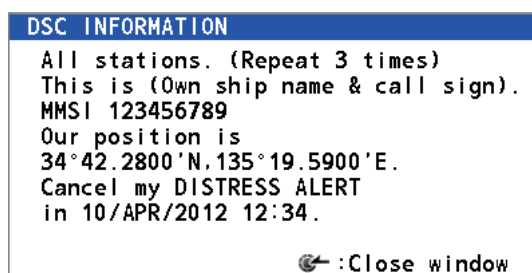 DSC INFORMATION
All stations. (Repeat 3 times)
This is (Own ship name & call sign).
MMSI 123456789
Our position is
34°42.2800'N,135°19.5900'E.
Cancel my DISTRESS ALERT
in 10/APR/2012 12:34.
:Close window